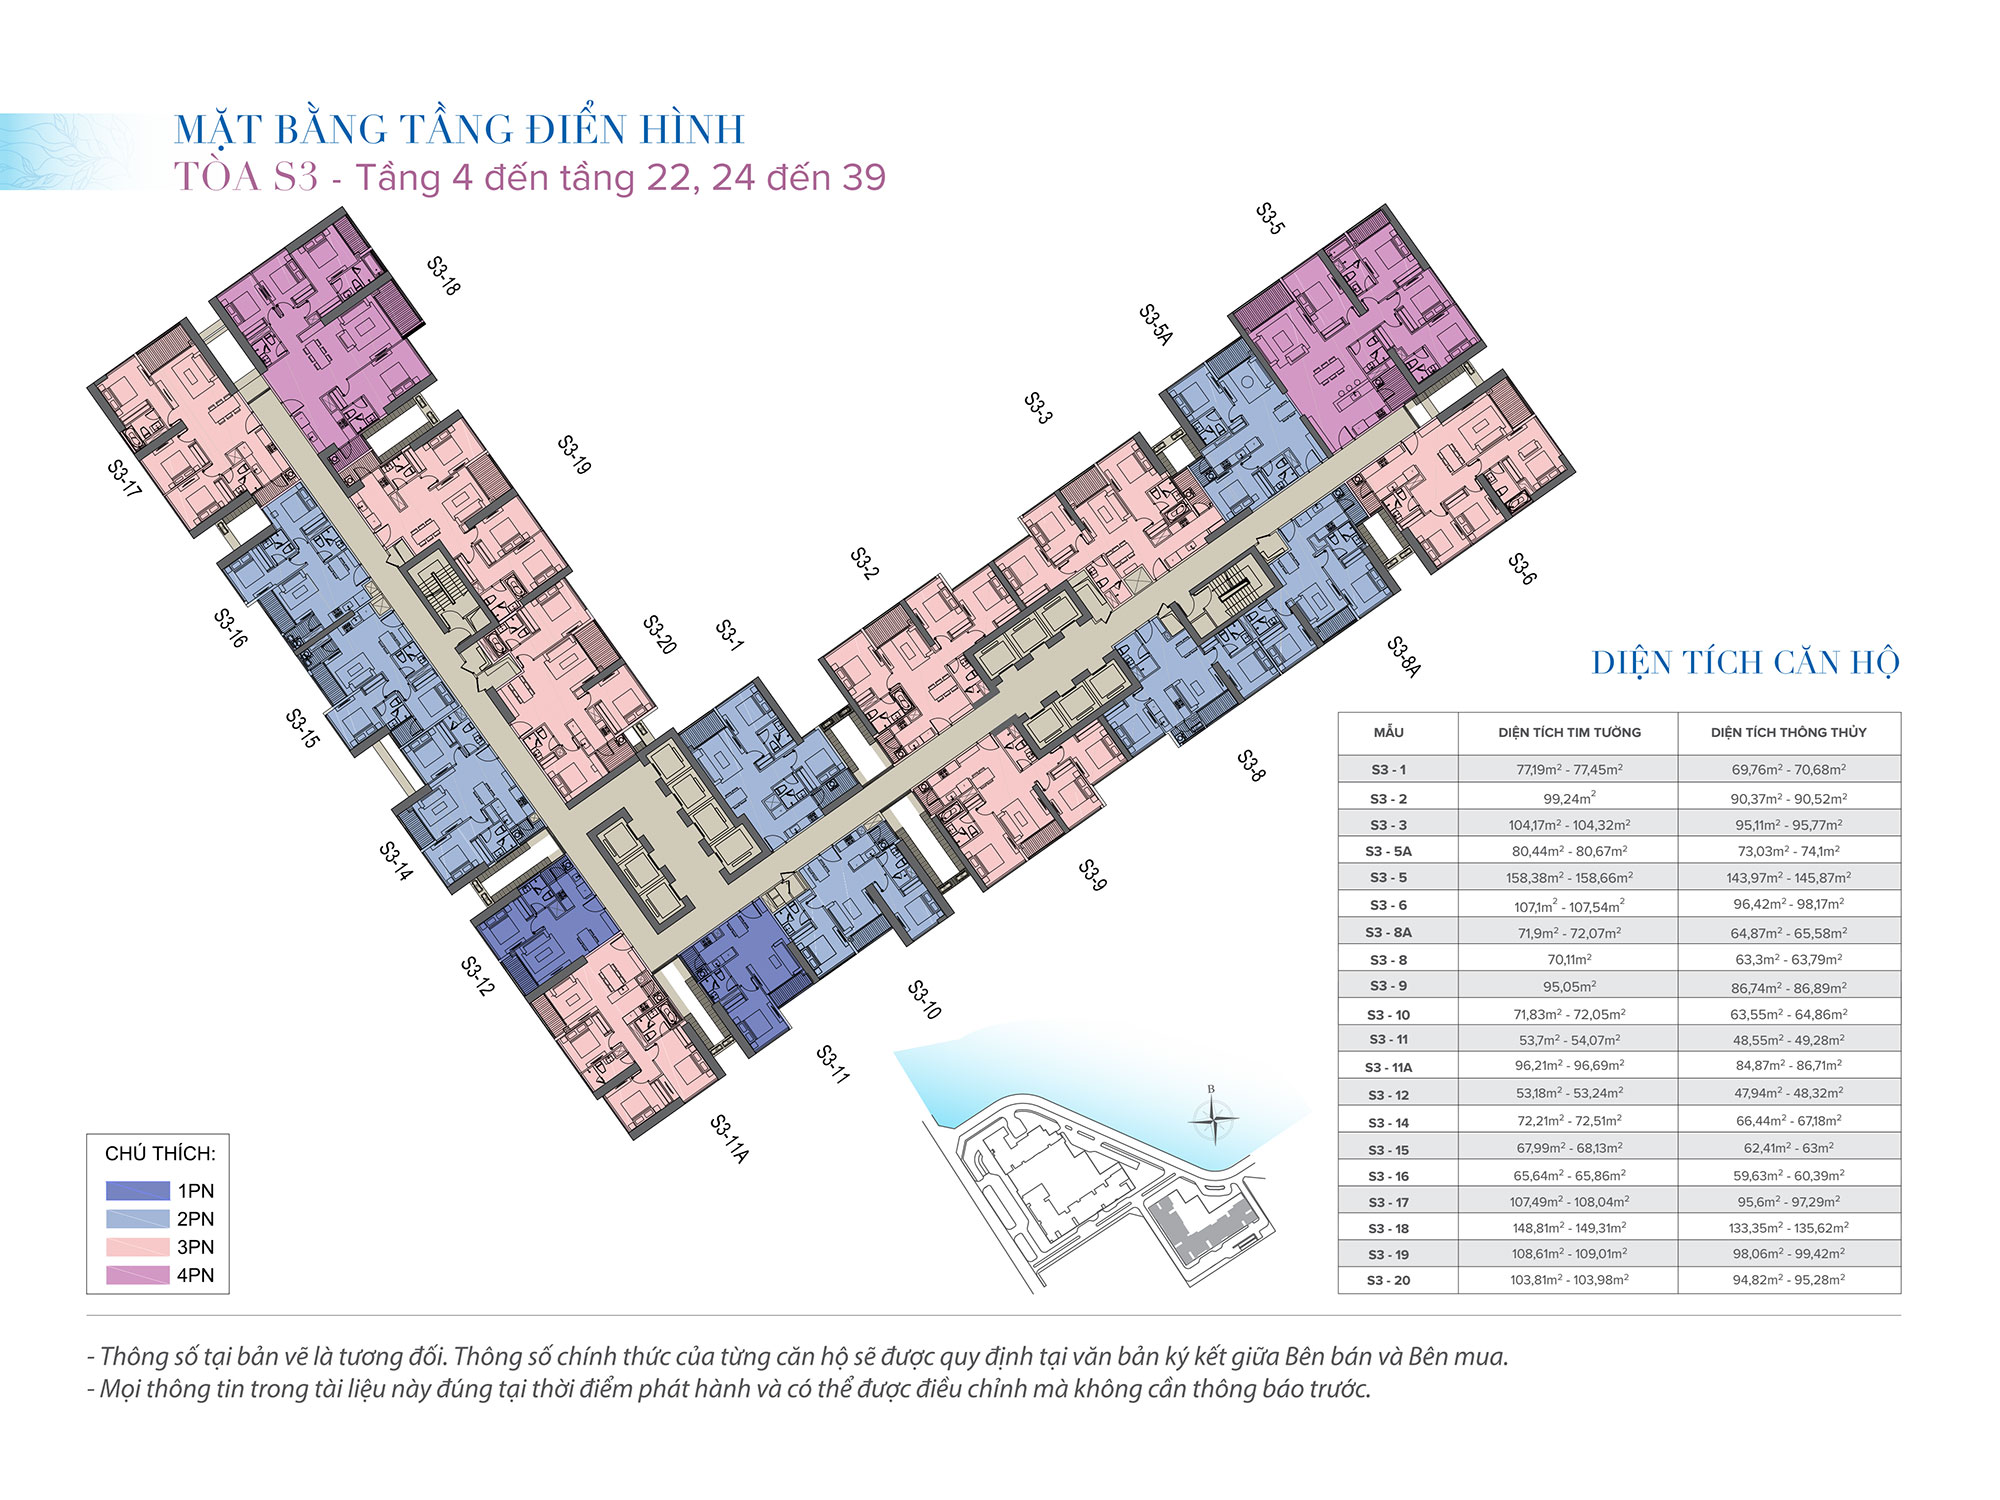 MẶT BẰNG TẦNG ĐIỂN HÌNH
TÒA S3 - Tầng 4 đến tầng 22, 24 đến 39
S3-5
S3-18
S3-5A
S3-3
S3-19
S3-17
S3-2
S3-6
S3-16
S3-20
S3-1
S3-8A
S3-15
S3-8
S3-14
S3-9
S3-12
S3-10
S3-11
S3-11A
DIỆN TÍCH CĂN HỘ
MẪU DIỆN TÍCH TIM TƯỜNG DIỆN TÍCH THÔNG THỦY
S3 - 1 77,19m² - 77,45m² 69,76m² - 70,68m²
S3 - 2 99,24m² 90,37m² - 90,52m²
S3 - 3 104,17m² - 104,32m² 95,11m² - 95,77m²
S3 - 5A 80,44m² - 80,67m² 73,03m² - 74,1m²
S3 - 5 158,38m² - 158,66m² 143,97m² - 145,87m²
S3 - 6 107,1m² - 107,54m² 96,42m² - 98,17m²
S3 - 8A 71,9m² - 72,07m² 64,87m² - 65,58m²
S3 - 8 70,11m² 63,3m² - 63,79m²
S3 - 9 95,05m² 86,74m² - 86,89m²
S3 - 10 71,83m² - 72,05m² 63,55m² - 64,86m²
S3 - 11 53,7m² - 54,07m² 48,55m² - 49,28m²
S3 - 11A 96,21m² - 96,69m² 84,87m² - 86,71m²
S3 - 12 53,18m² - 53,24m² 47,94m² - 48,32m²
S3 - 14 72,21m² - 72,51m² 66,44m² - 67,18m²
S3 - 15 67,99m² - 68,13m² 62,41m² - 63m²
S3 - 16 65,64m² - 65,86m² 59,63m² - 60,39m²
S3 - 17 107,49m² - 108,04m² 95,6m² - 97,29m²
S3 - 18 148,81m² - 149,31m² 133,35m² - 135,62m²
S3 - 19 108,61m² - 109,01m² 98,06m² - 99,42m²
S3 - 20 103,81m² - 103,98m² 94,82m² - 95,28m²
B
CHÚ THÍCH:
1PN
2PN
3PN
4PN
- Thông số tại bản vẽ là tương đối. Thông số chính thức của từng căn hộ sẽ được quy định tại văn bản ký kết giữa Bên bán và Bên mua.
- Mọi thông tin trong tài liệu này đúng tại thời điểm phát hành và có thể được điều chỉnh mà không cần thông báo trước.